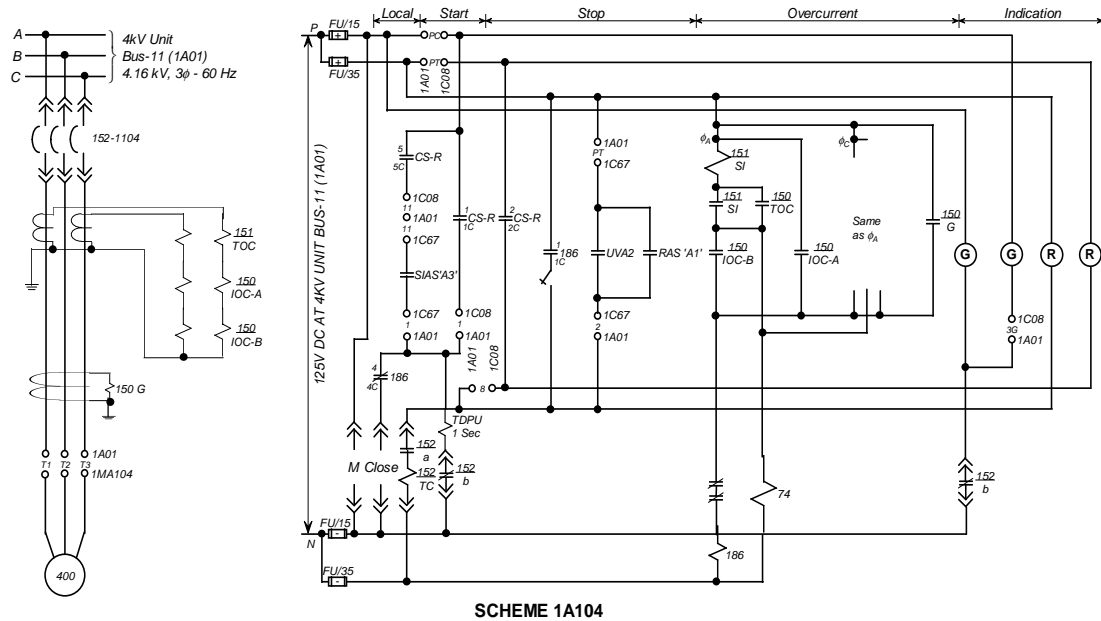 Local Start Stop Overcurrent Indication
A
B
C
4kV Unit
Bus-11 (1A01)
4.16 kV, 3ϕ - 60 Hz
152-1104
151
TOC
150
IOC-A
150
IOC-B
150 G
1A01
T1 T2 T3
1MA104
400
P
FU/15
+
FU/35
+
PC
PT
1A01
1C08
125V DC AT 4KV UNIT BUS-11 (1A01)
5
CS-R
5C
1C08
11
1A01
11
1C67
SIAS'A3'
1C67
1
1A01
1
CS-R
1C
1C08
1
1A01
2
CS-R
2C
1A01
1C08
8
4
186
4C
M Close
152
a
152
TC
TDPU
1 Sec
152
b
1
186
1C
1A01
PT
1C67
UVA2
RAS 'A1'
1C67
2
1A01
ϕA
151
SI
151
SI
150
TOC
150
IOC-B
150
IOC-A
ϕC
Same
as ϕA
150
G
74
186
G
G
R
R
1C08
3G
1A01
152
b
FU/15
-
N
FU/35
-
SCHEME 1A104